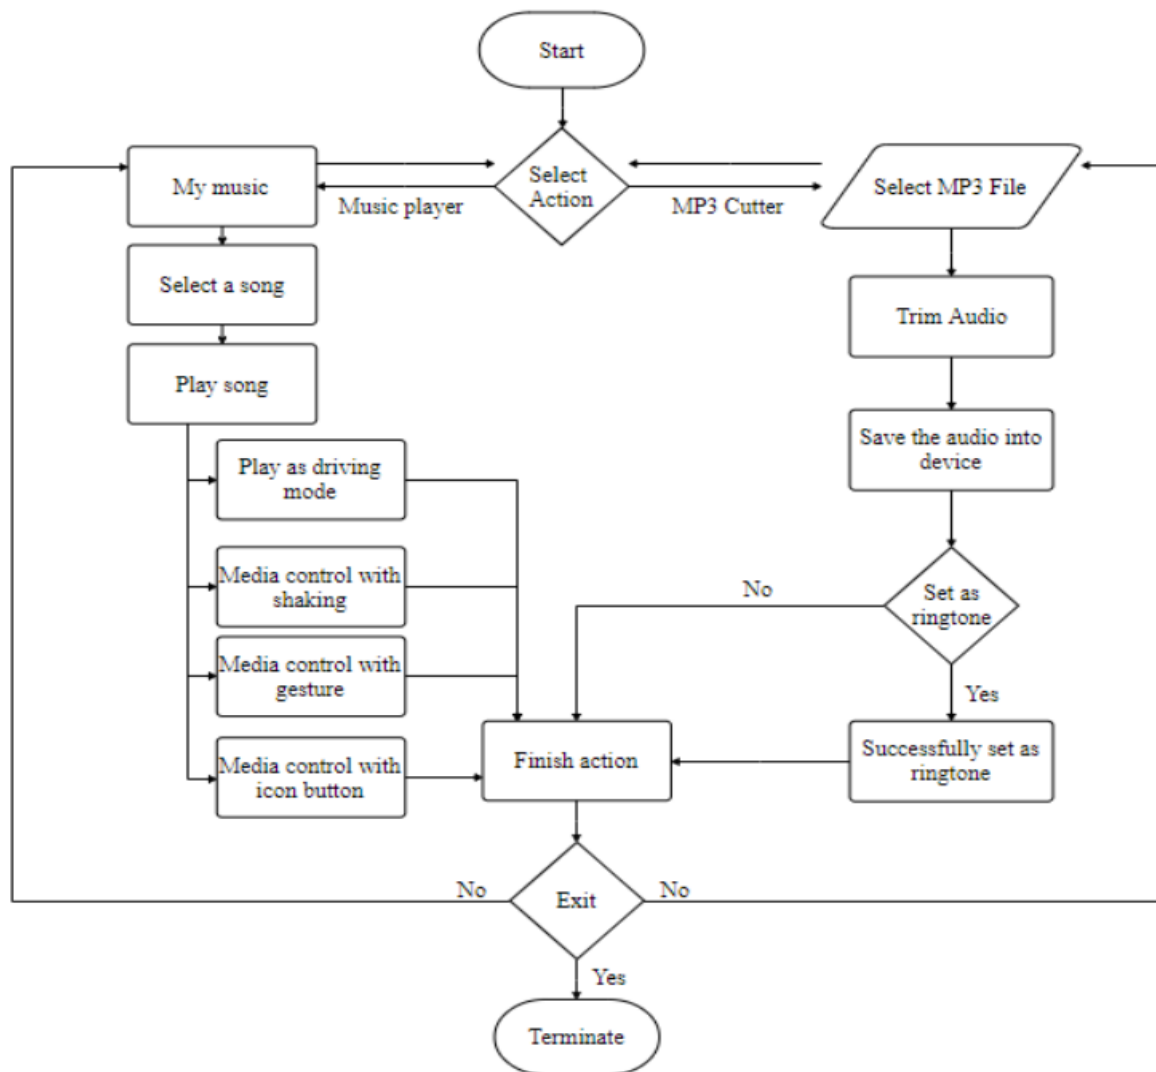 Start
Select
Action
My music
Music player
MP3 Cutter
Select MP3 File
Select a song
Trim Audio
Play song
Save the audio into
device
Play as driving
mode
Media control with
shaking
Set as
ringtone
No
Media control with
gesture
Yes
Media control with
icon button
Finish action
Successfully set as
ringtone
No
Exit
No
Yes
Terminate